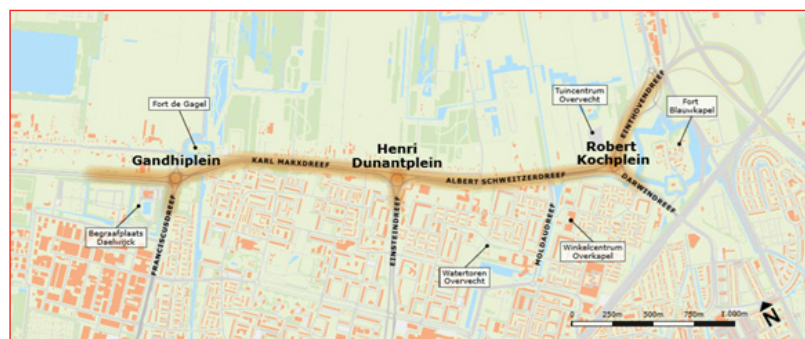 Fort de Gagel
Tuincentrum
Overvecht
Fort
Blauwkapel
EINTHOVENDREEF
Gandhiplein
KARL MARXDREEF
Henri
Dunantplein
ALBERT SCHWEITZERDREEF
Robert
Kochplein
DARWINDREEF
FRANCISCUSDREEF
EINSTEINDREEF
MOLDAUDREEF
Begraafplaats
Daelwijck
Watertoren
Overvecht
Winkelcentrum
Overkapel
0 250m 500m 750m 1.000m
N